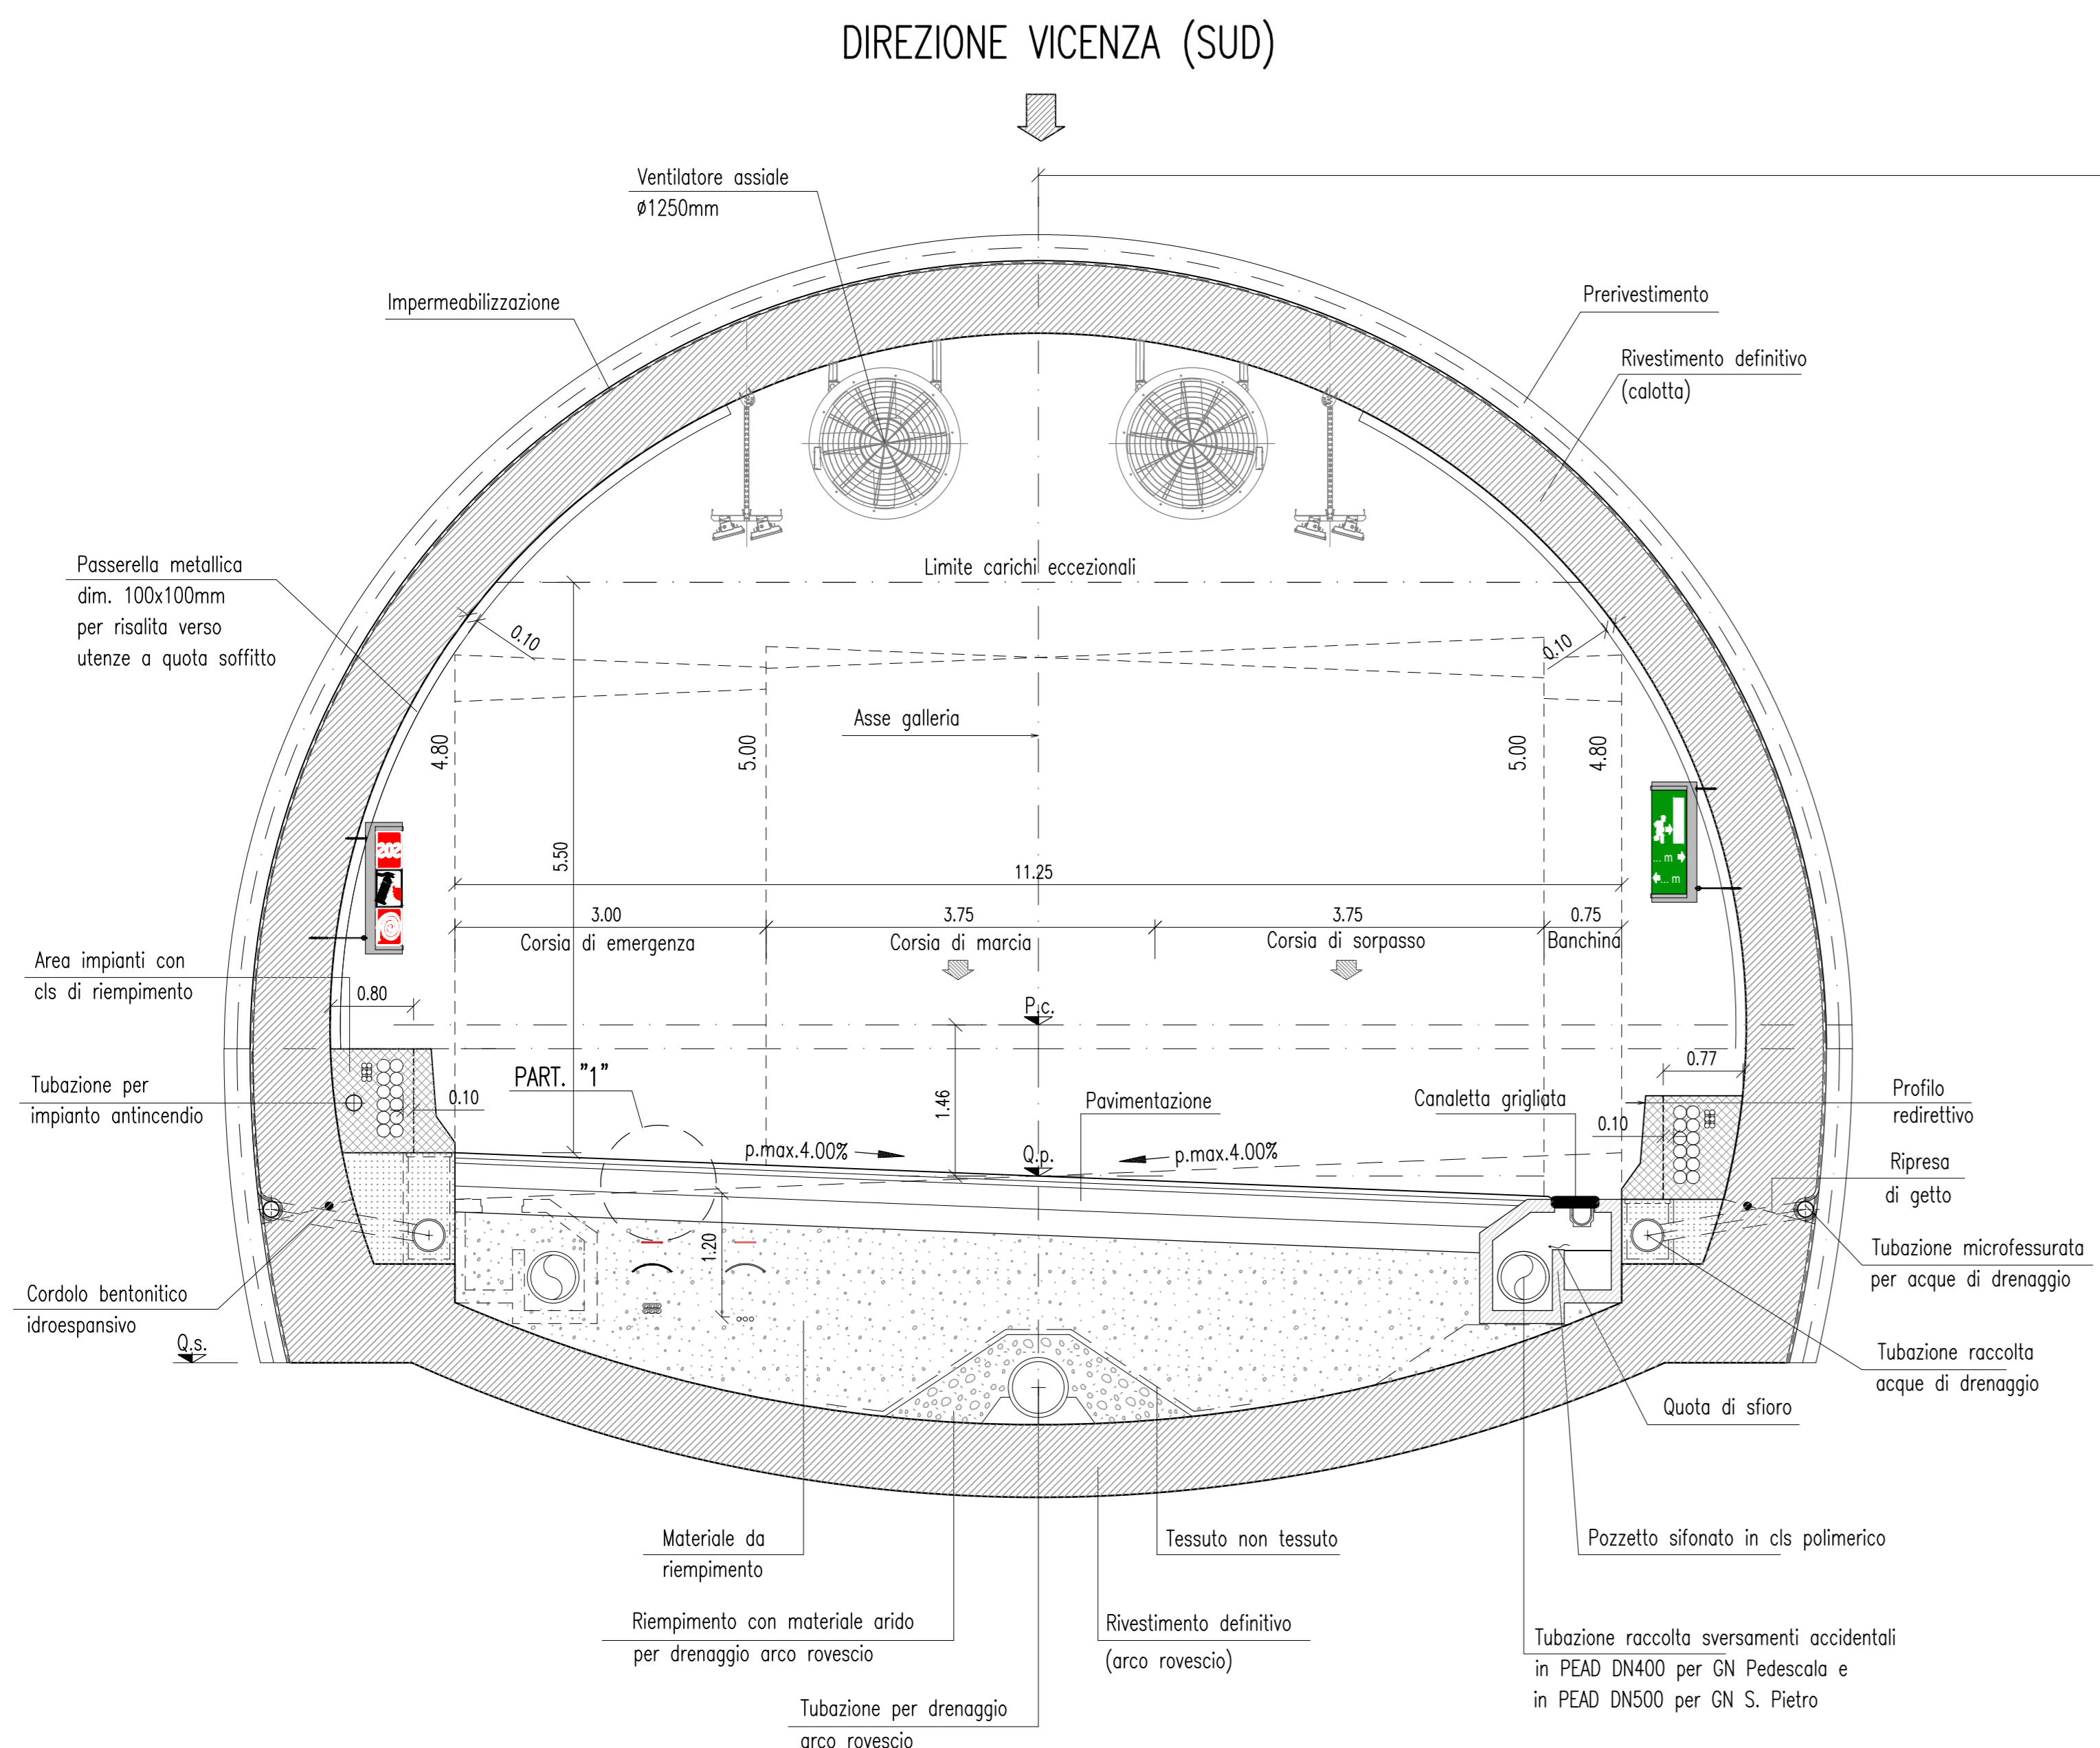 DIREZIONE VICENZA (SUD)
Ventilatore assiale
ø1250mm
Impermeabilizzazione
Prerivestimento
Rivestimento definitivo
(calotta)
Passerella metallica
dim. 100x100mm
per risalita verso
utenze a quota soffitto
Limite carichi eccezionali
0.10
0.10
Asse galleria
4.80
5.00
5.00
4.80
5.50
SOS
... m
... m
11.25
3.00
3.75
3.75
0.75
Corsia di emergenza
Corsia di marcia
Corsia di sorpasso
Banchina
Area impianti con
cls di riempimento
0.80
P.c.
0.77
Tubazione per
impianto antincendio
PART. "1"
0.10
1.46
Pavimentazione
Canaletta grigliata
0.10
Profilo
redirettivo
p.max.4.00%
Q.p.
p.max.4.00%
Ripresa
di getto
1.20
Tubazione microfessurata
per acque di drenaggio
Cordolo bentonitico
idroespansivo
Q.s.
Tubazione raccolta
acque di drenaggio
Quota di sfioro
Materiale da
riempimento
Tessuto non tessuto
Pozzetto sifonato in cls polimerico
Riempimento con materiale arido
per drenaggio arco rovescio
Rivestimento definitivo
(arco rovescio)
Tubazione raccolta sversamenti accidentali
in PEAD DN400 per GN Pedescala e
in PEAD DN500 per GN S. Pietro
Tubazione per drenaggio
arco rovescio